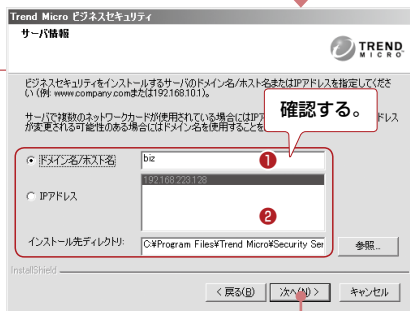 Trend Micro ビジネスセキュリティ
サーバ情報
TREND
MICRO
ビジネスセキュリティをインストールするサーバのドメイン名/ホスト名またはIPアドレスを指定してくださ
い (例: www.company.comまたは192.168.10.1)。
サーバで複数のネットワークカードが使用されている場合にはIP
ドレス
が変更される可能性のある場合にはドメイン名を使用することを
確認する。
ドメイン名/ホスト名
biz
1
192.168.223.128
IPアドレス
2
インストール先ディレクトリ:
C:¥Program Files¥Trend Micro¥Security Ser
参照...
InstallShield
< 戻る(B)
次へ(N) >
キャンセル